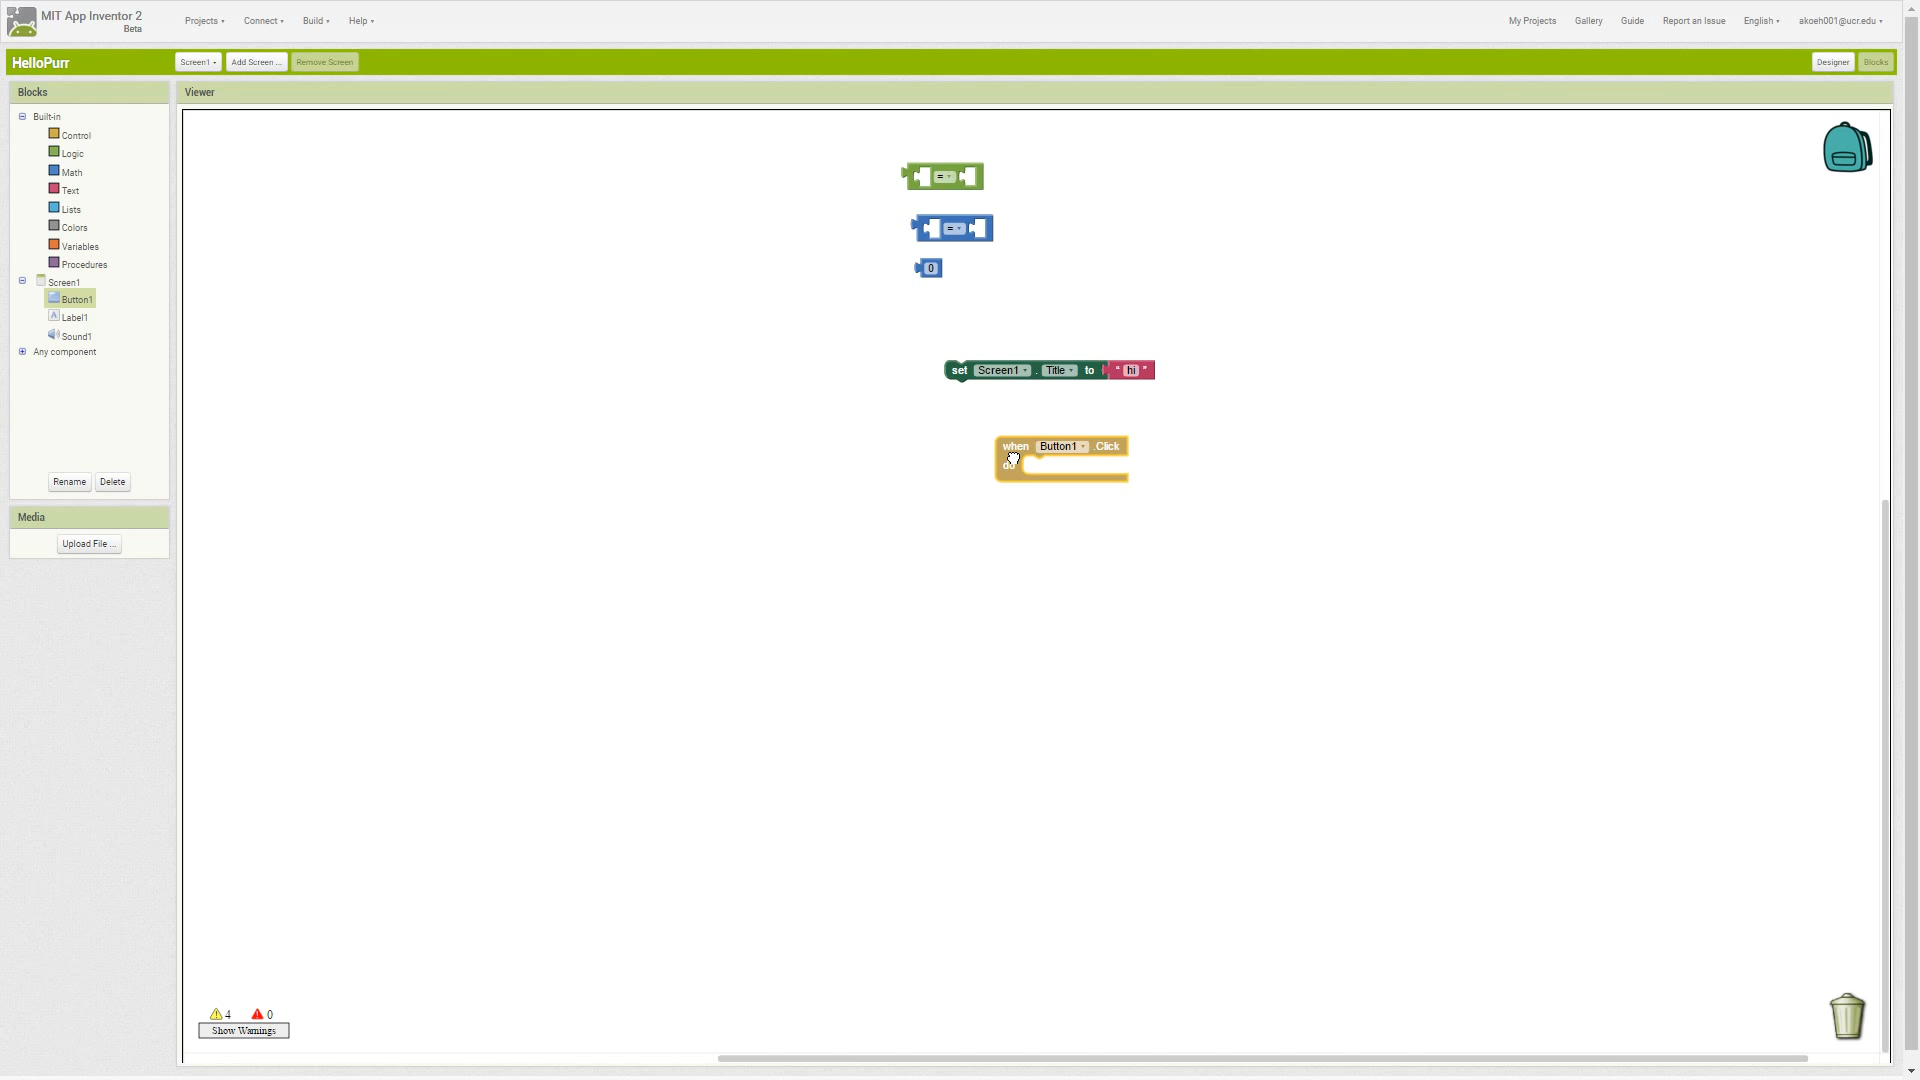 MIT App Inventor 2
Beta
Projects Connect Build Help
My Projects Gallery Guide Report an Issue English akoeh001@ucr.edu
HelloPurr
Screen1 Add Screen ... Remove Screen
Designer Blocks
Blocks
Viewer
Built-in
Control
Logic
Math
Text
Lists
Colors
Variables
Procedures
Screen1
Button1
Label1
Sound1
Any component
Rename Delete
Media
Upload File ...
=
=
0
set Screen1 . Title to " hi "
when Button1 .Click
do
4 0
Show Warnings